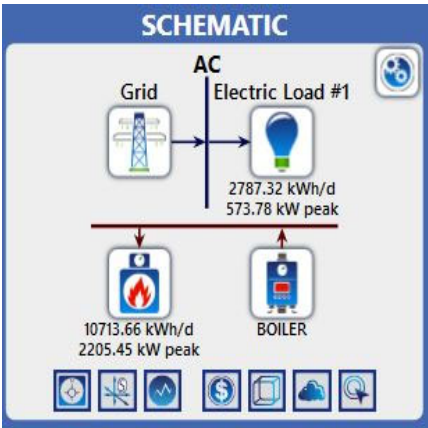 SCHEMATIC
AC
Grid
Electric Load #1
2787.32 kWh/d
573.78 kW peak
10713.66 kWh/d
2205.45 kW peak
BOILER